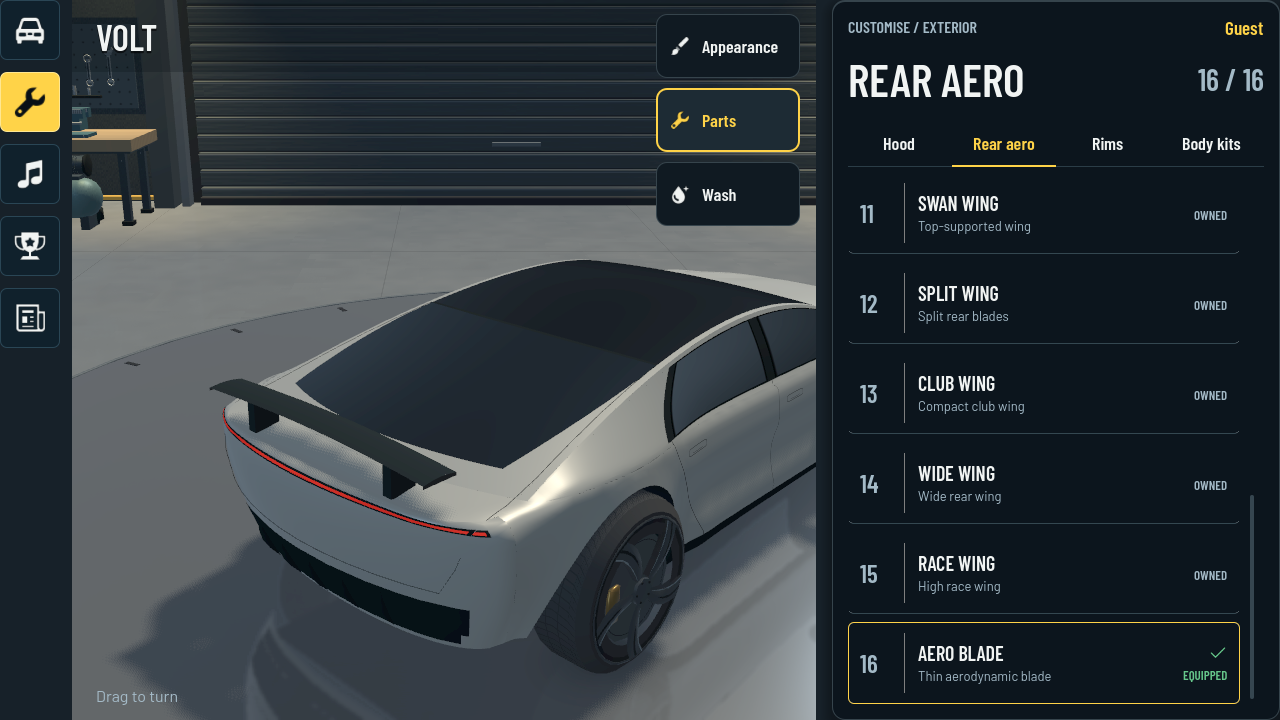 VOLT
Appearance
Parts
Wash
Drag to turn
CUSTOMISE / EXTERIOR
Guest
REAR AERO
16 / 16
Hood
Rear aero
Rims
Body kits
11
SWAN WING
Top-supported wing
OWNED
12
SPLIT WING
Split rear blades
OWNED
13
CLUB WING
Compact club wing
OWNED
14
WIDE WING
Wide rear wing
OWNED
15
RACE WING
High race wing
OWNED
16
AERO BLADE
Thin aerodynamic blade
EQUIPPED